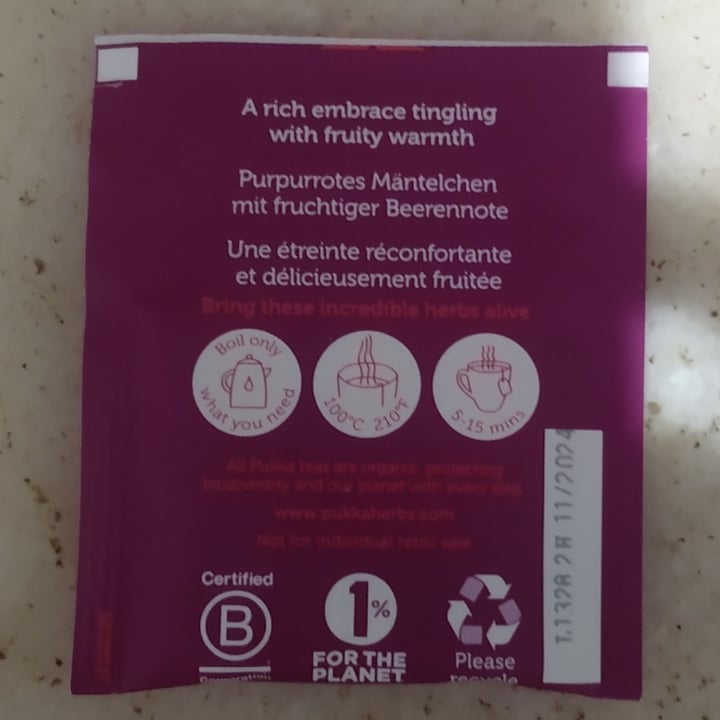 A rich embrace tingling
with fruity warmth
Purpurrotes Mäntelchen
mit fruchtiger Beerennote
Une étreinte réconfortante
et délicieusement fruitée
Bring these incredible herbs alive
Boil only
what you need
100°C 210°F
5-15 mins
All Pukka teas are organic, protecting
biodiversity and our planet with every step
www.pukkaherbs.com
Not for individual retail sale
Certified
B
Corporation
1%
FOR THE
PLANET
Please
recycle
11/2024